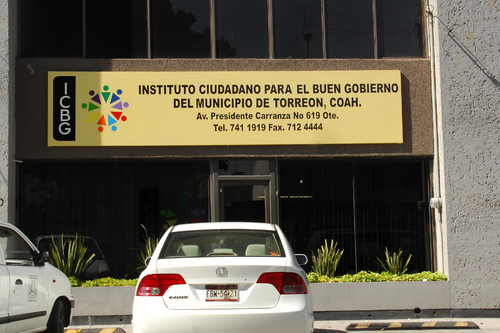 ICBG
INSTITUTO CIUDADANO PARA EL BUEN GOBIERNO
DEL MUNICIPIO DE TORREON, COAH.
Av. Presidente Carranza No 619 Ote.
Tel. 741 1919 Fax. 712 4444
CIVIC